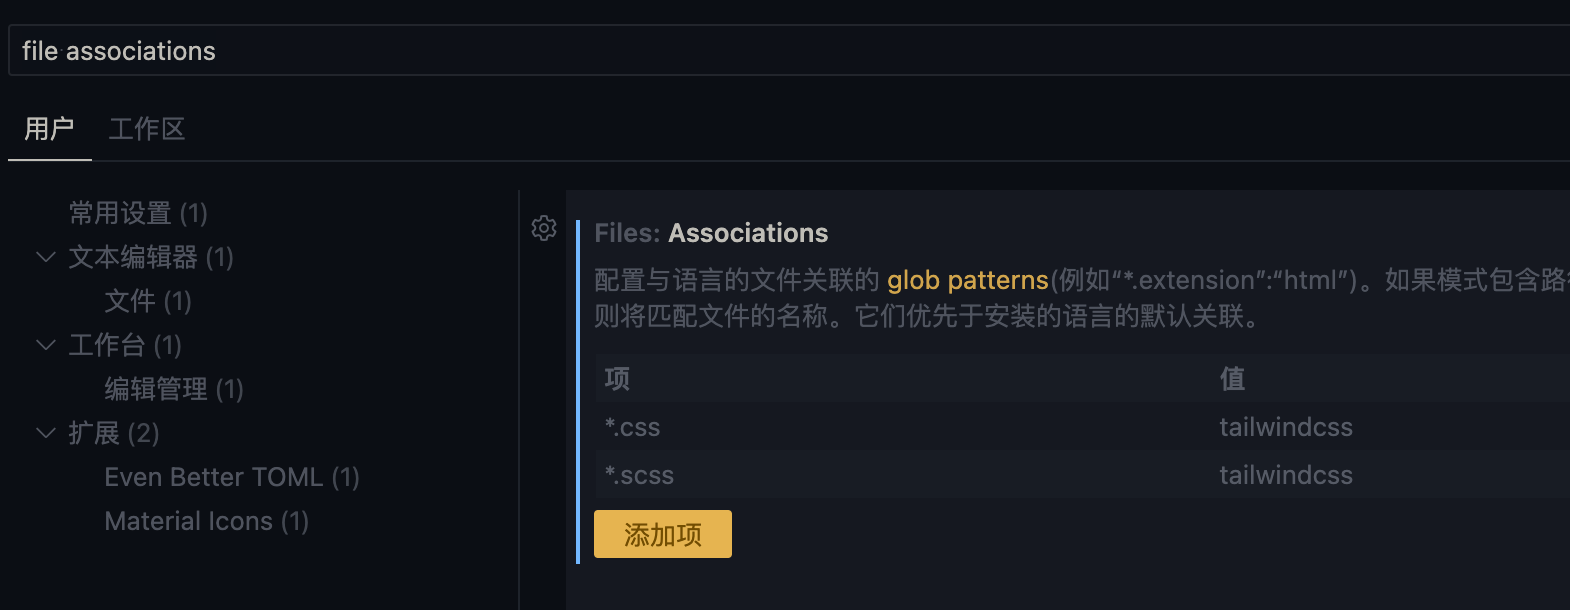 file associations
用户 工作区
常用设置 (1)
文本编辑器 (1)
文件 (1)
工作台 (1)
编辑管理 (1)
扩展 (2)
Even Better TOML (1)
Material Icons (1)
Files: Associations
配置与语言的文件关联的 glob patterns(例如“*.extension”:“html”)。如果模式包含路
则将匹配文件的名称。它们优先于安装的语言的默认关联。
项 值
*.css tailwindcss
*.scss tailwindcss
添加项